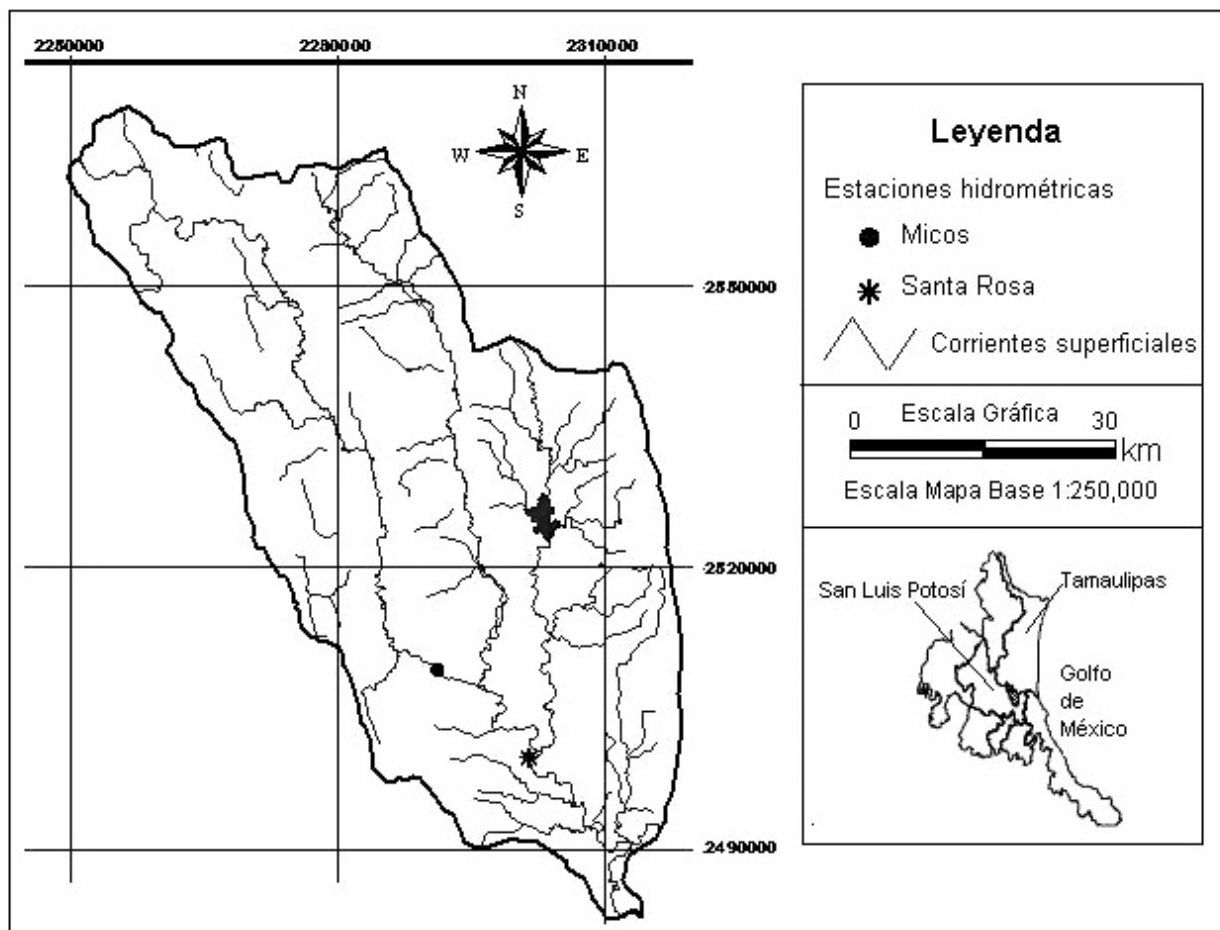 2250000 2280000 2310000
N
W E
S
2550000
2520000
2490000
Leyenda
Estaciones hidrométricas
Micos
Santa Rosa
Corrientes superficiales
0 Escala Gráfica 30
km
Escala Mapa Base 1:250,000
San Luis Potosí
Tamaulipas
Golfo
de
México